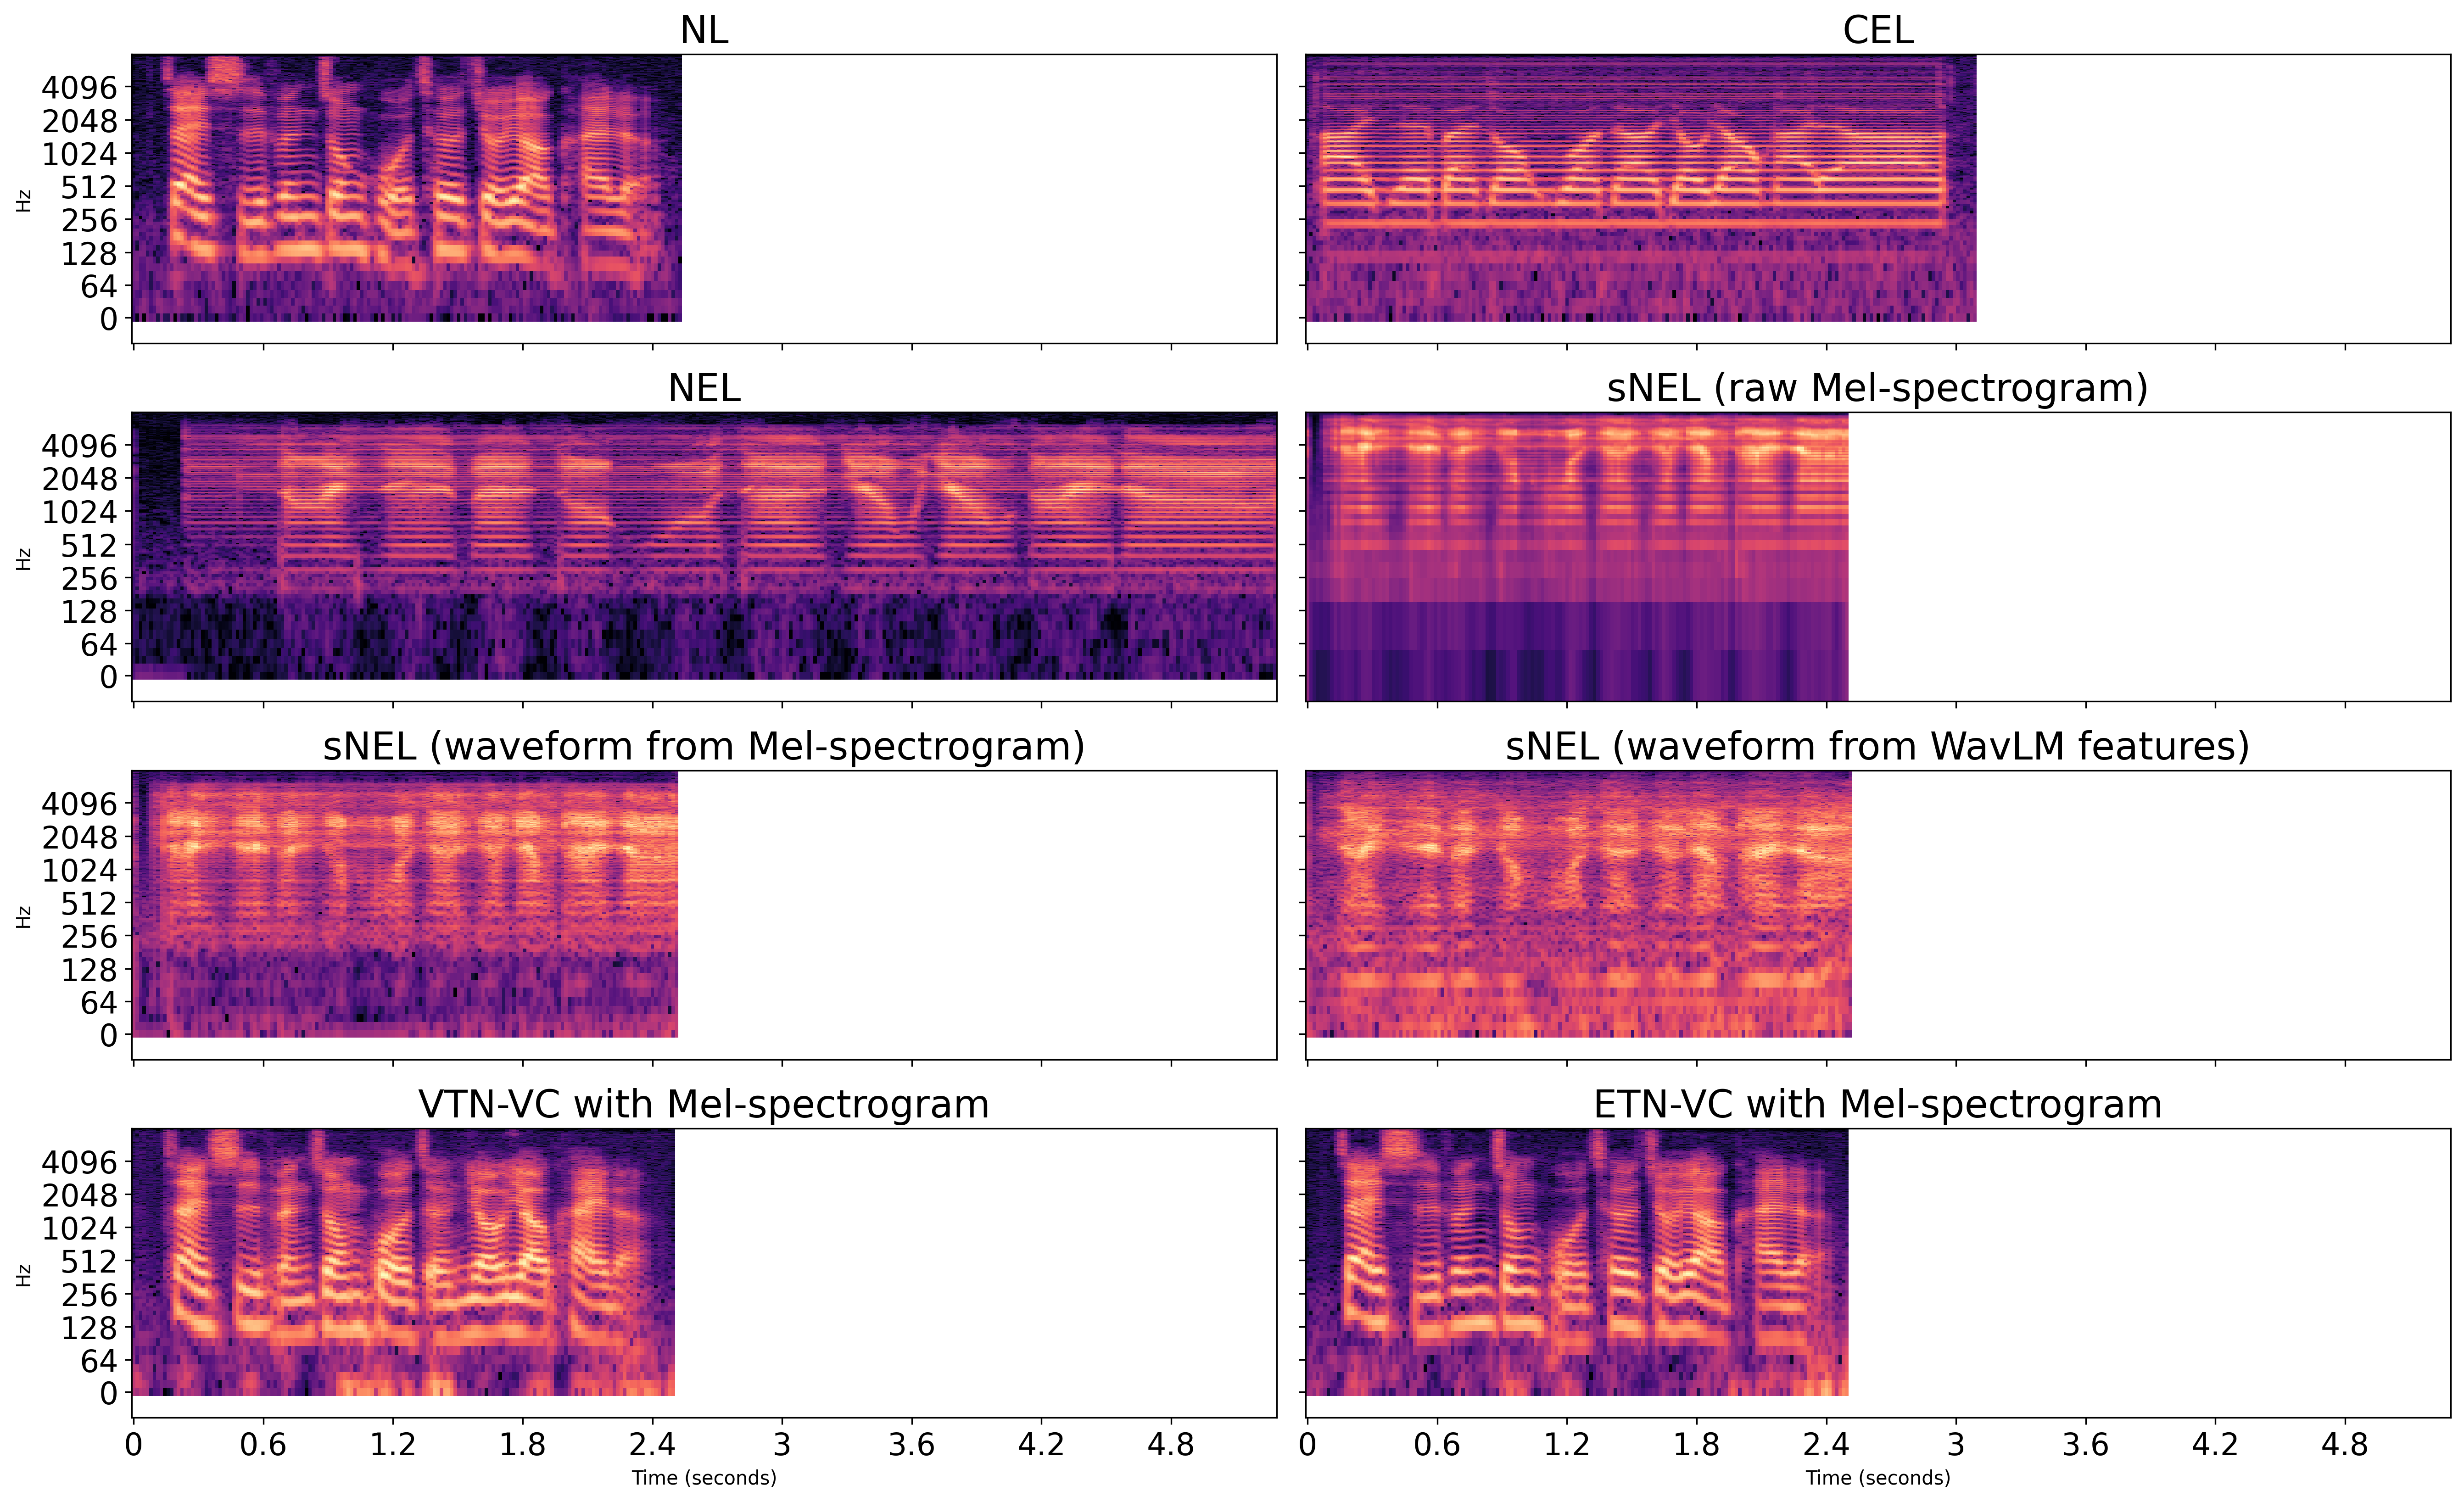 NL
CEL
4096
2048
1024
512
256
128
64
0
Hz
NEL
sNEL (raw Mel-spectrogram)
4096
2048
1024
512
256
128
64
0
Hz
sNEL (waveform from Mel-spectrogram)
sNEL (waveform from WavLM features)
4096
2048
1024
512
256
128
64
0
Hz
VTN-VC with Mel-spectrogram
ETN-VC with Mel-spectrogram
4096
2048
1024
512
256
128
64
0
Hz
0 0.6 1.2 1.8 2.4 3 3.6 4.2 4.8
Time (seconds)
0 0.6 1.2 1.8 2.4 3 3.6 4.2 4.8
Time (seconds)